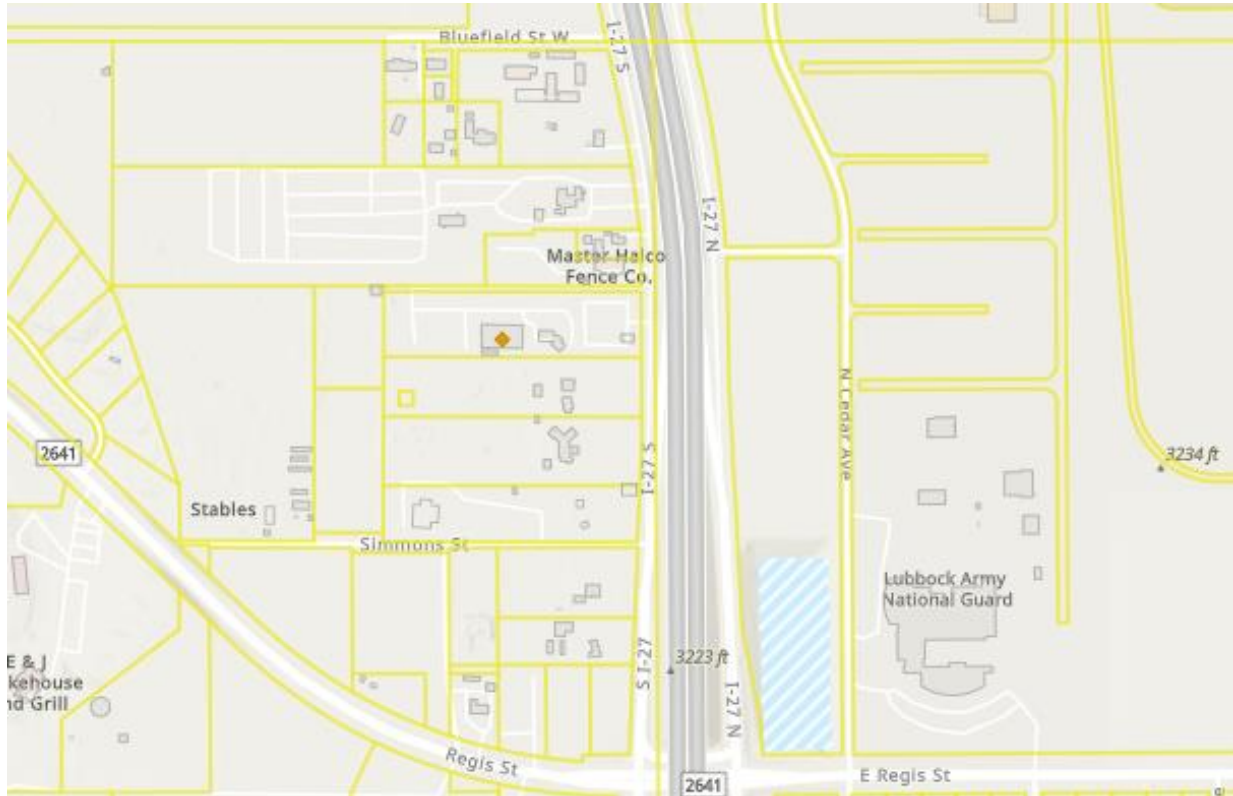 Bluefield St W
I-27 S
I-27 N
Master Halco
Fence Co.
N Cedar Ave
I-27 S
2641
3234 ft
Stables
Simmons St
Lubbock Army
National Guard
E & J
kehouse
nd Grill
S I-27
3223 ft
I-27 N
Regis St
2641
E Regis St